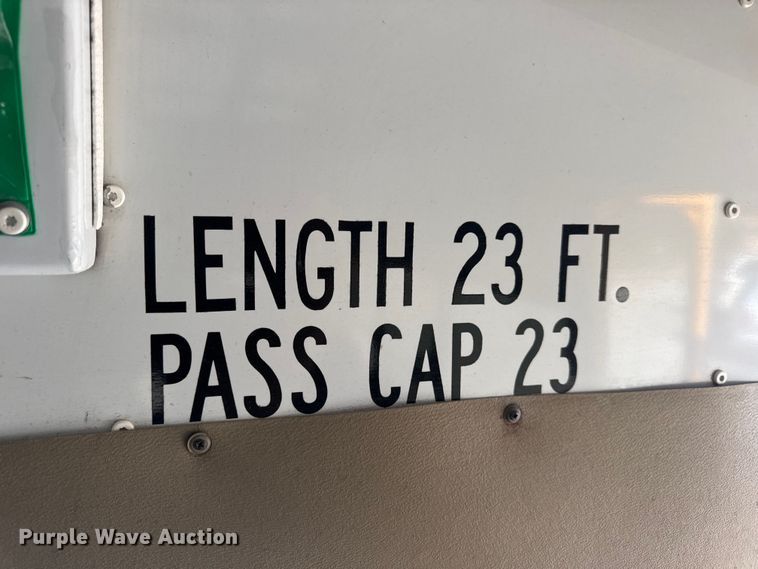 LENGTH 23 FT.
PASS CAP 23
Purple Wave Auction